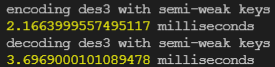 encoding des3 with semi-weak keys
2.1663999557495117 milliseconds
decoding des3 with semi-weak keys
3.6969000101089478 milliseconds